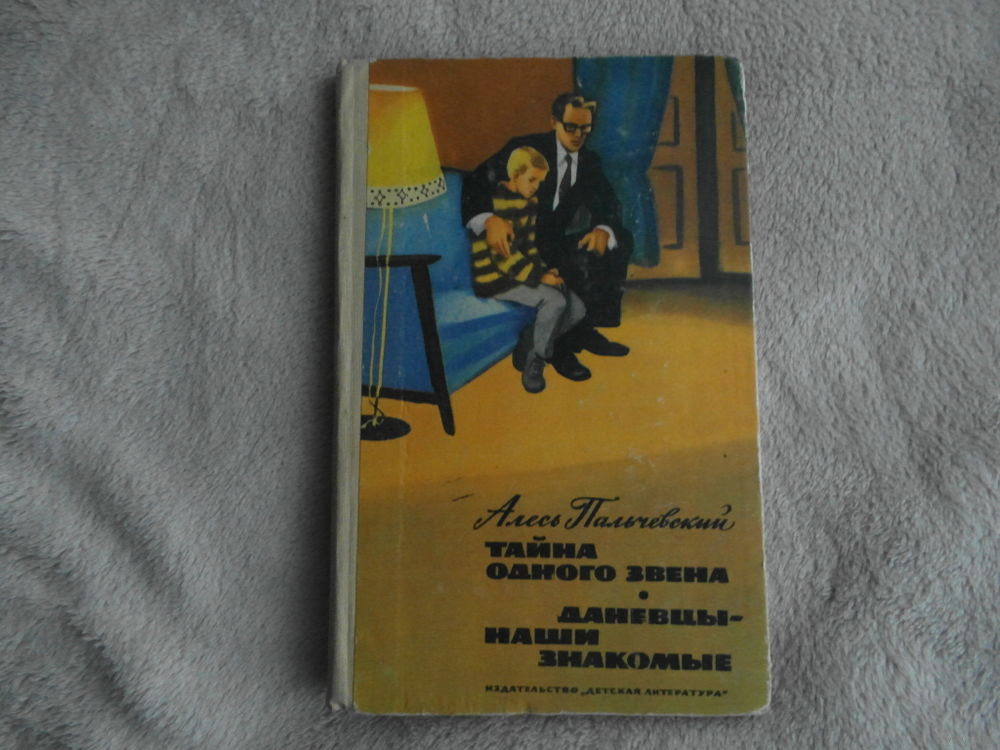 Алесь Пальчевский
ТАЙНА
ОДНОГО ЗВЕНА
•
ДАНЕВЦЫ-
НАШИ
ЗНАКОМЫЕ
ИЗДАТЕЛЬСТВО „ДЕТСКАЯ ЛИТЕРАТУРА"